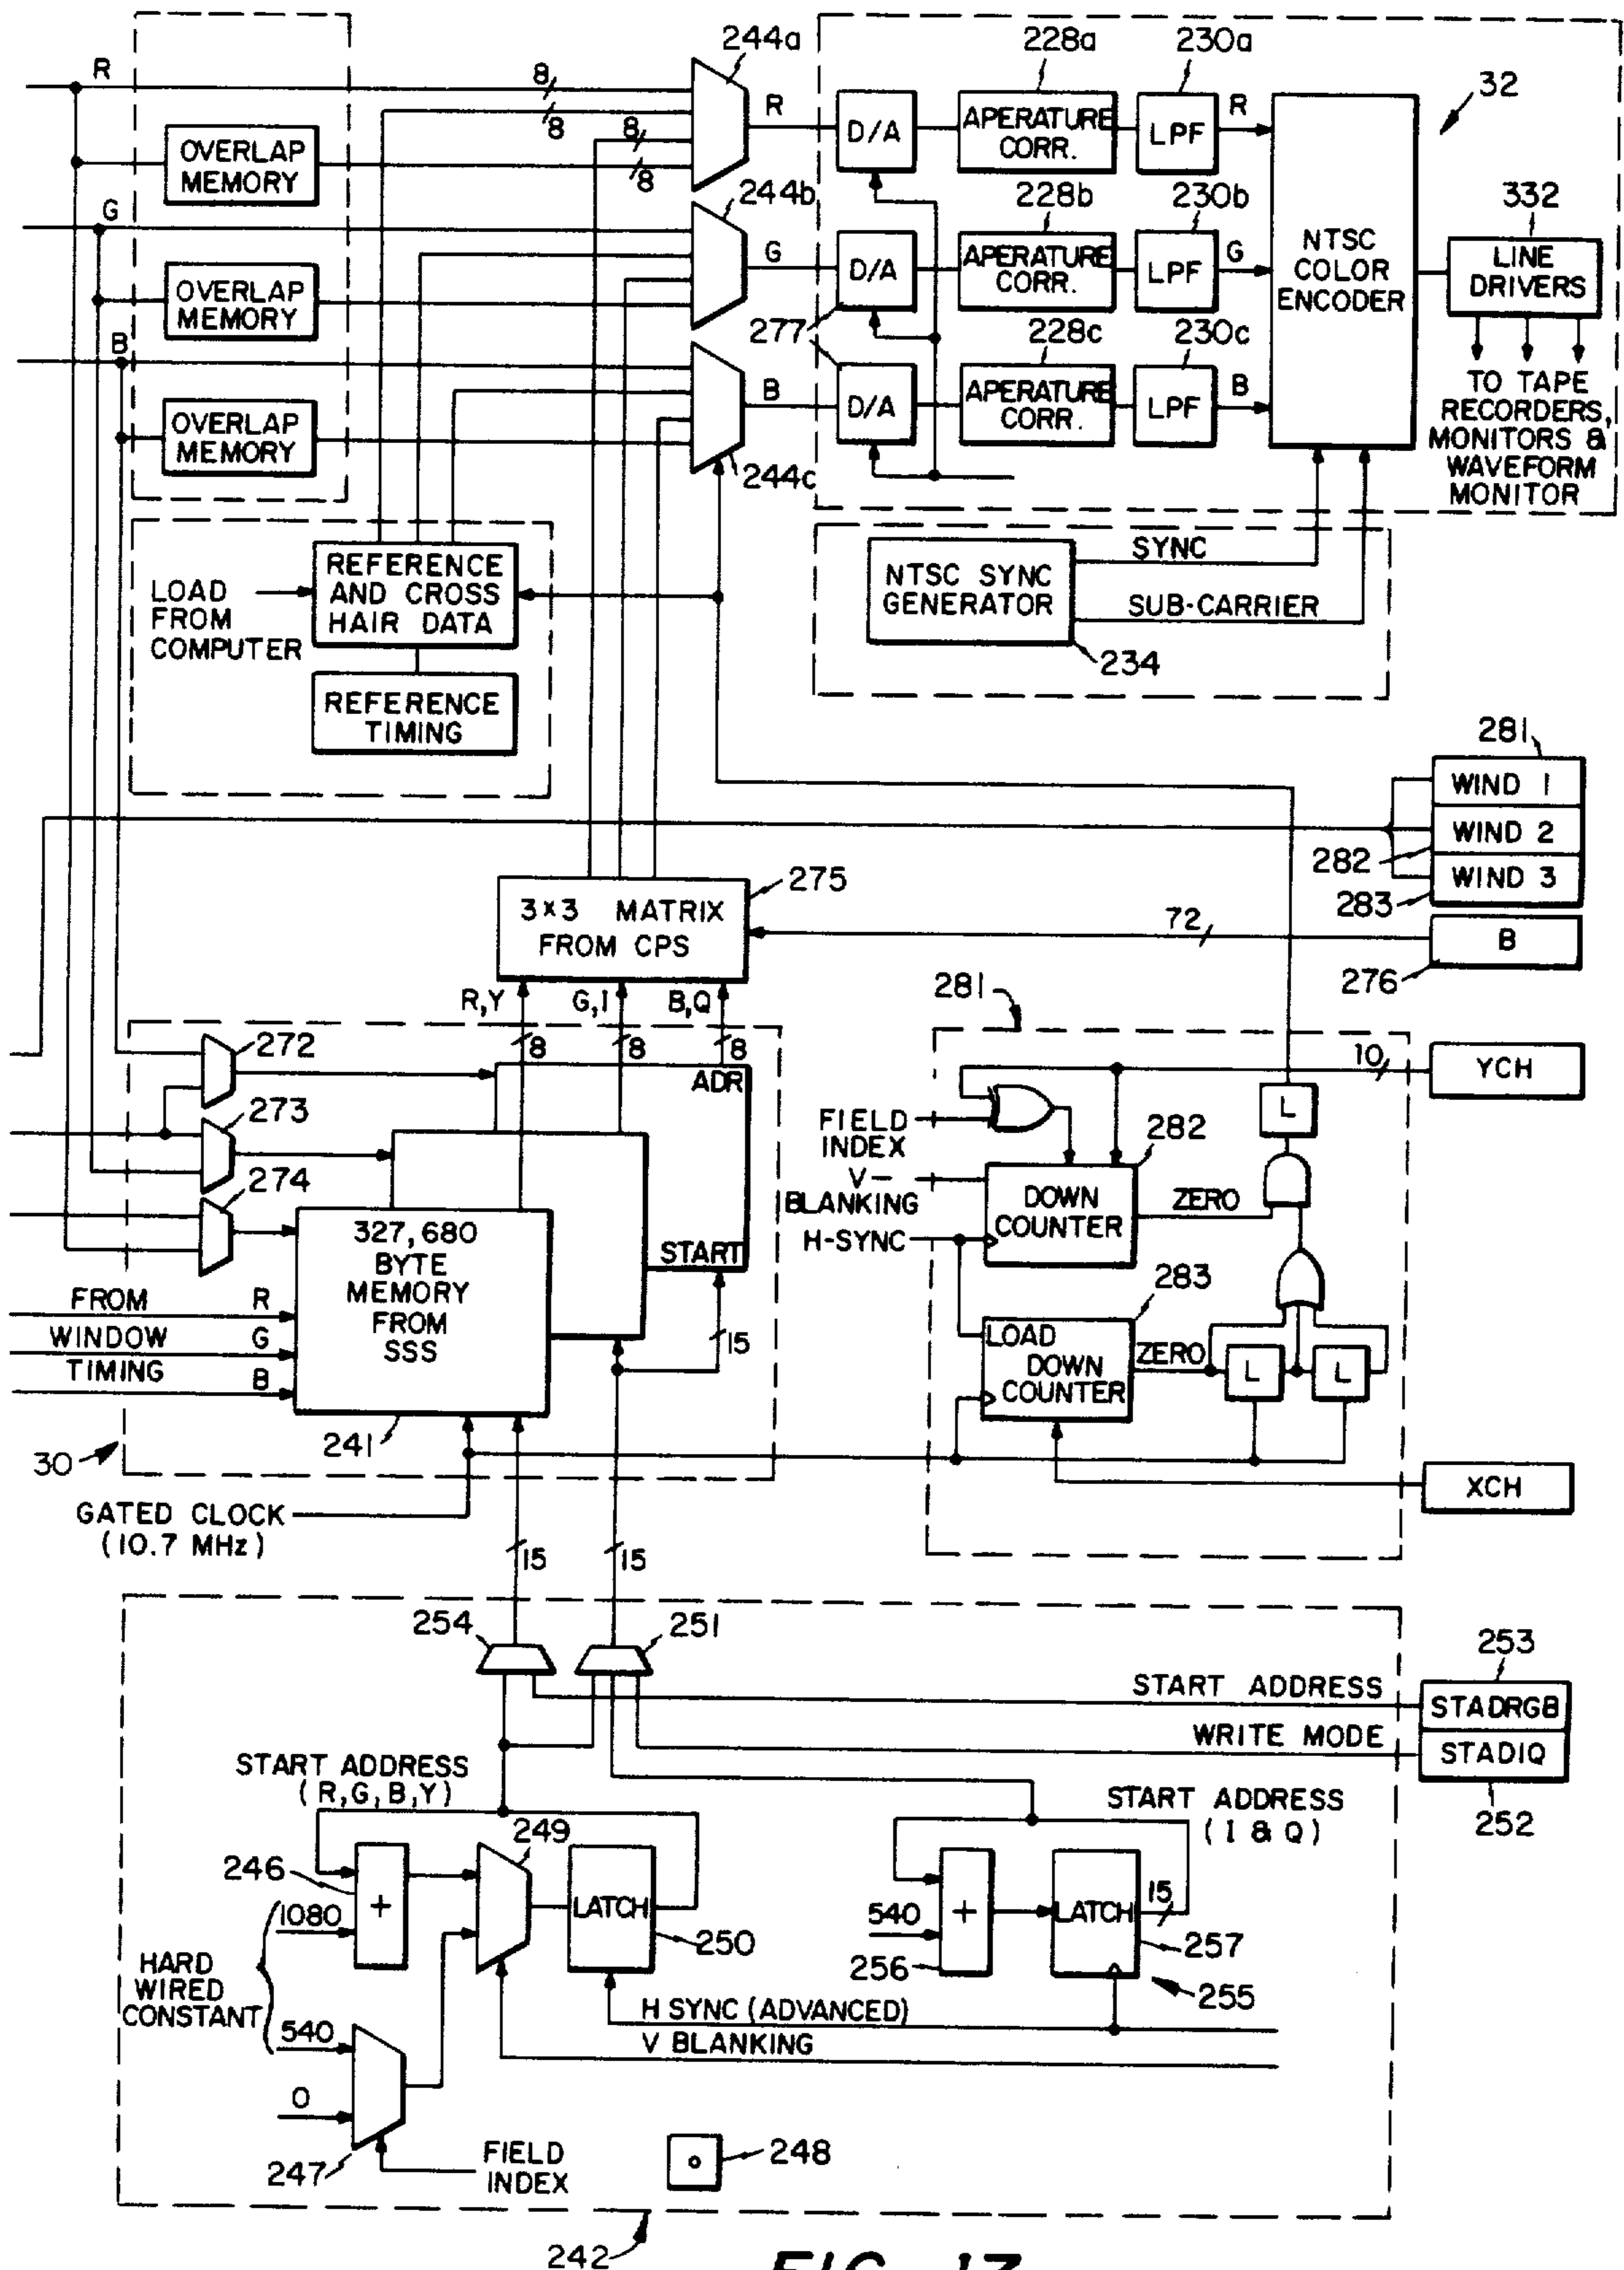 R
OVERLAP
MEMORY
G
OVERLAP
MEMORY
B
OVERLAP
MEMORY
8
8
8
8
244a
R
244b
G
B
244c
228a
230a
D/A
APERATURE
CORR.
LPF
R
228b
230b
D/A
APERATURE
CORR.
LPF
G
277
228c
230c
D/A
APERATURE
CORR.
LPF
B
32
NTSC
COLOR
ENCODER
332
LINE
DRIVERS
TO TAPE
RECORDERS,
MONITORS &
WAVEFORM
MONITOR
LOAD
FROM
COMPUTER
REFERENCE
AND CROSS
HAIR DATA
REFERENCE
TIMING
NTSC SYNC
GENERATOR
SYNC
SUB-CARRIER
234
281
WIND 1
WIND 2
282
WIND 3
283
B
276
72
3×3 MATRIX
FROM CPS
275
R,Y
G,I
B,Q
8
8
8
272
273
274
ADR
START
327,680
BYTE
MEMORY
FROM
SSS
FROM
WINDOW
TIMING
R
G
B
15
241
30
GATED CLOCK
(10.7 MHz)
15
15
281
10
YCH
FIELD
INDEX
V-
BLANKING
H-SYNC
282
DOWN
COUNTER
ZERO
L
283
LOAD
DOWN
COUNTER
ZERO
L
L
XCH
254
251
START ADDRESS
WRITE MODE
253
STADRGB
STADIQ
252
START ADDRESS
(R,G,B,Y)
246
+
1080
HARD
WIRED
CONSTANT
540
0
247
FIELD
INDEX
249
LATCH
250
START ADDRESS
(I & Q)
540
+
256
LATCH
15
257
255
H SYNC (ADVANCED)
V BLANKING
248
242
FIG. 17